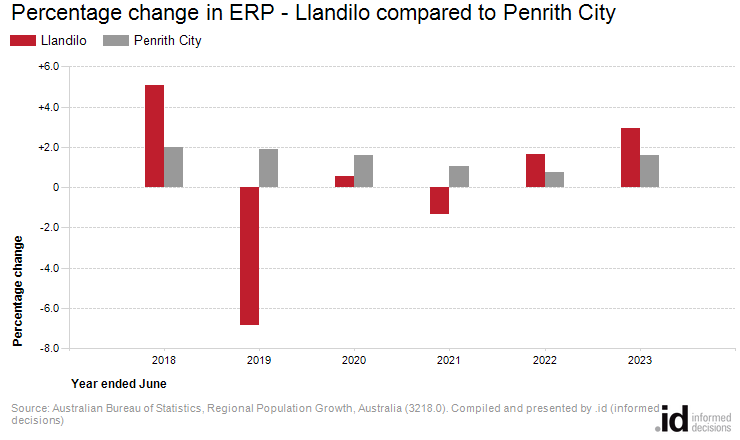 Percentage change in ERP - Llandilo compared to Penrith City
Llandilo Penrith City
+6.0
+4.0
+2.0
0
-2.0
-4.0
-6.0
-8.0
Percentage change
2018 2019 2020 2021 2022 2023
Year ended June
Source: Australian Bureau of Statistics, Regional Population Growth, Australia (3218.0). Compiled and presented by .id (informed
decisions)
.id informed
decisions